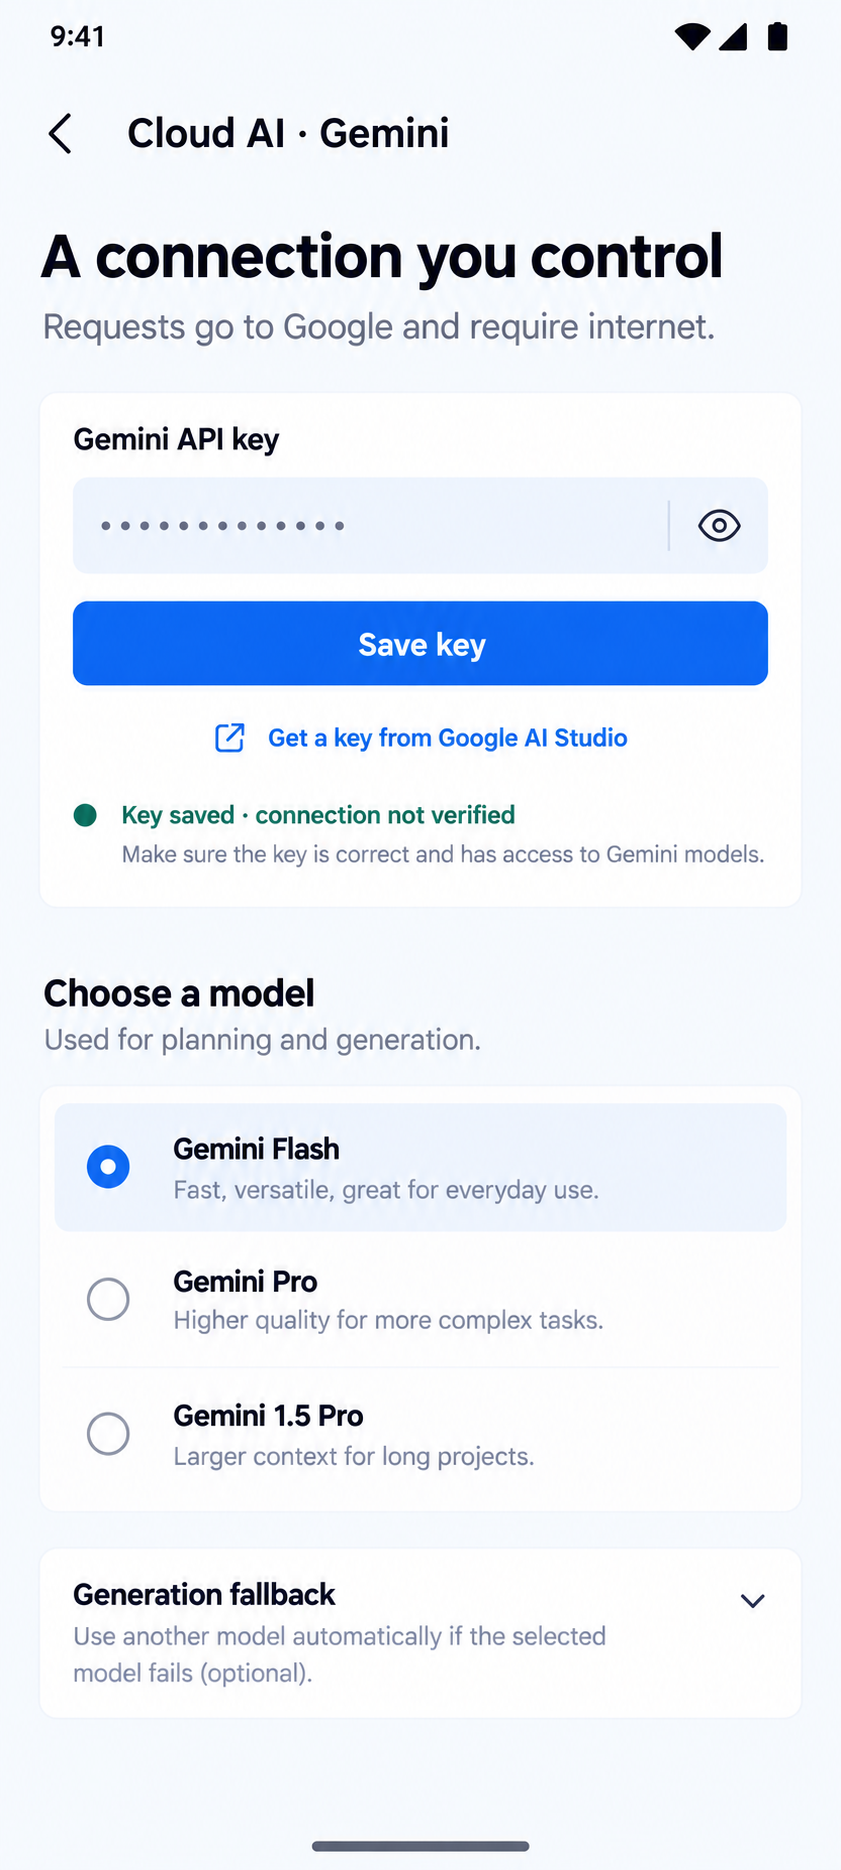 9:41
Cloud AI · Gemini
A connection you control
Requests go to Google and require internet.
Gemini API key
•••••••••••••
Save key
Get a key from Google AI Studio
Key saved · connection not verified
Make sure the key is correct and has access to Gemini models.
Choose a model
Used for planning and generation.
Gemini Flash
Fast, versatile, great for everyday use.
Gemini Pro
Higher quality for more complex tasks.
Gemini 1.5 Pro
Larger context for long projects.
Generation fallback
Use another model automatically if the selected
model fails (optional).